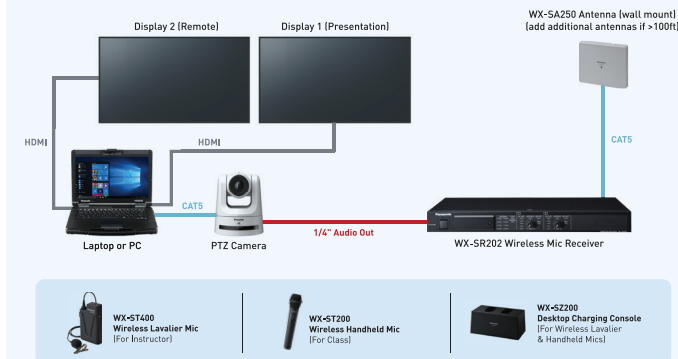 WX-SA250 Antenna (wall mount)
(add additional antennas if >100ft)
Display 2 (Remote)
Display 1 (Presentation)
HDMI
HDMI
CAT5
CAT5
1/4" Audio Out
Panasonic
Laptop or PC
PTZ Camera
WX-SR202 Wireless Mic Receiver
WX-ST400
Wireless Lavalier Mic
(For Instructor)
WX-ST200
Wireless Handheld Mic
(For Class)
WX-SZ200
Desktop Charging Console
(For Wireless Lavalier
& Handheld Mics)